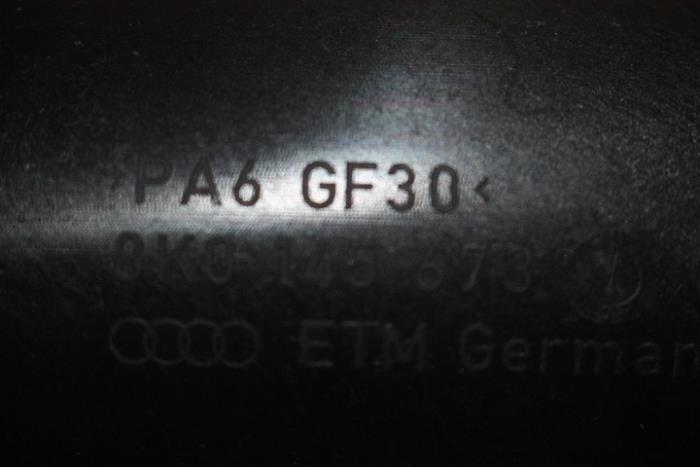 >PA6 GF30<
8K0 145 673
ETM German